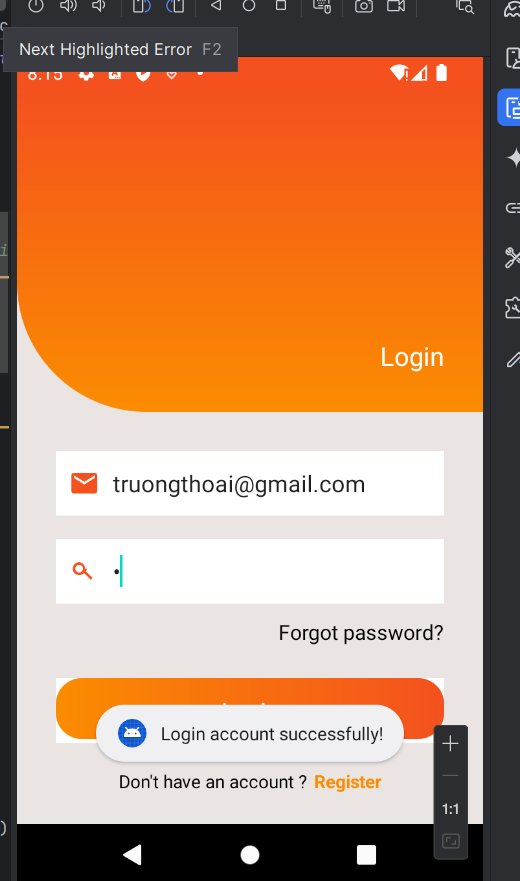 Next Highlighted Error F2
8:15
Login
truongthoai@gmail.com
Forgot password?
Login account successfully!
Don't have an account ? Register
1:1